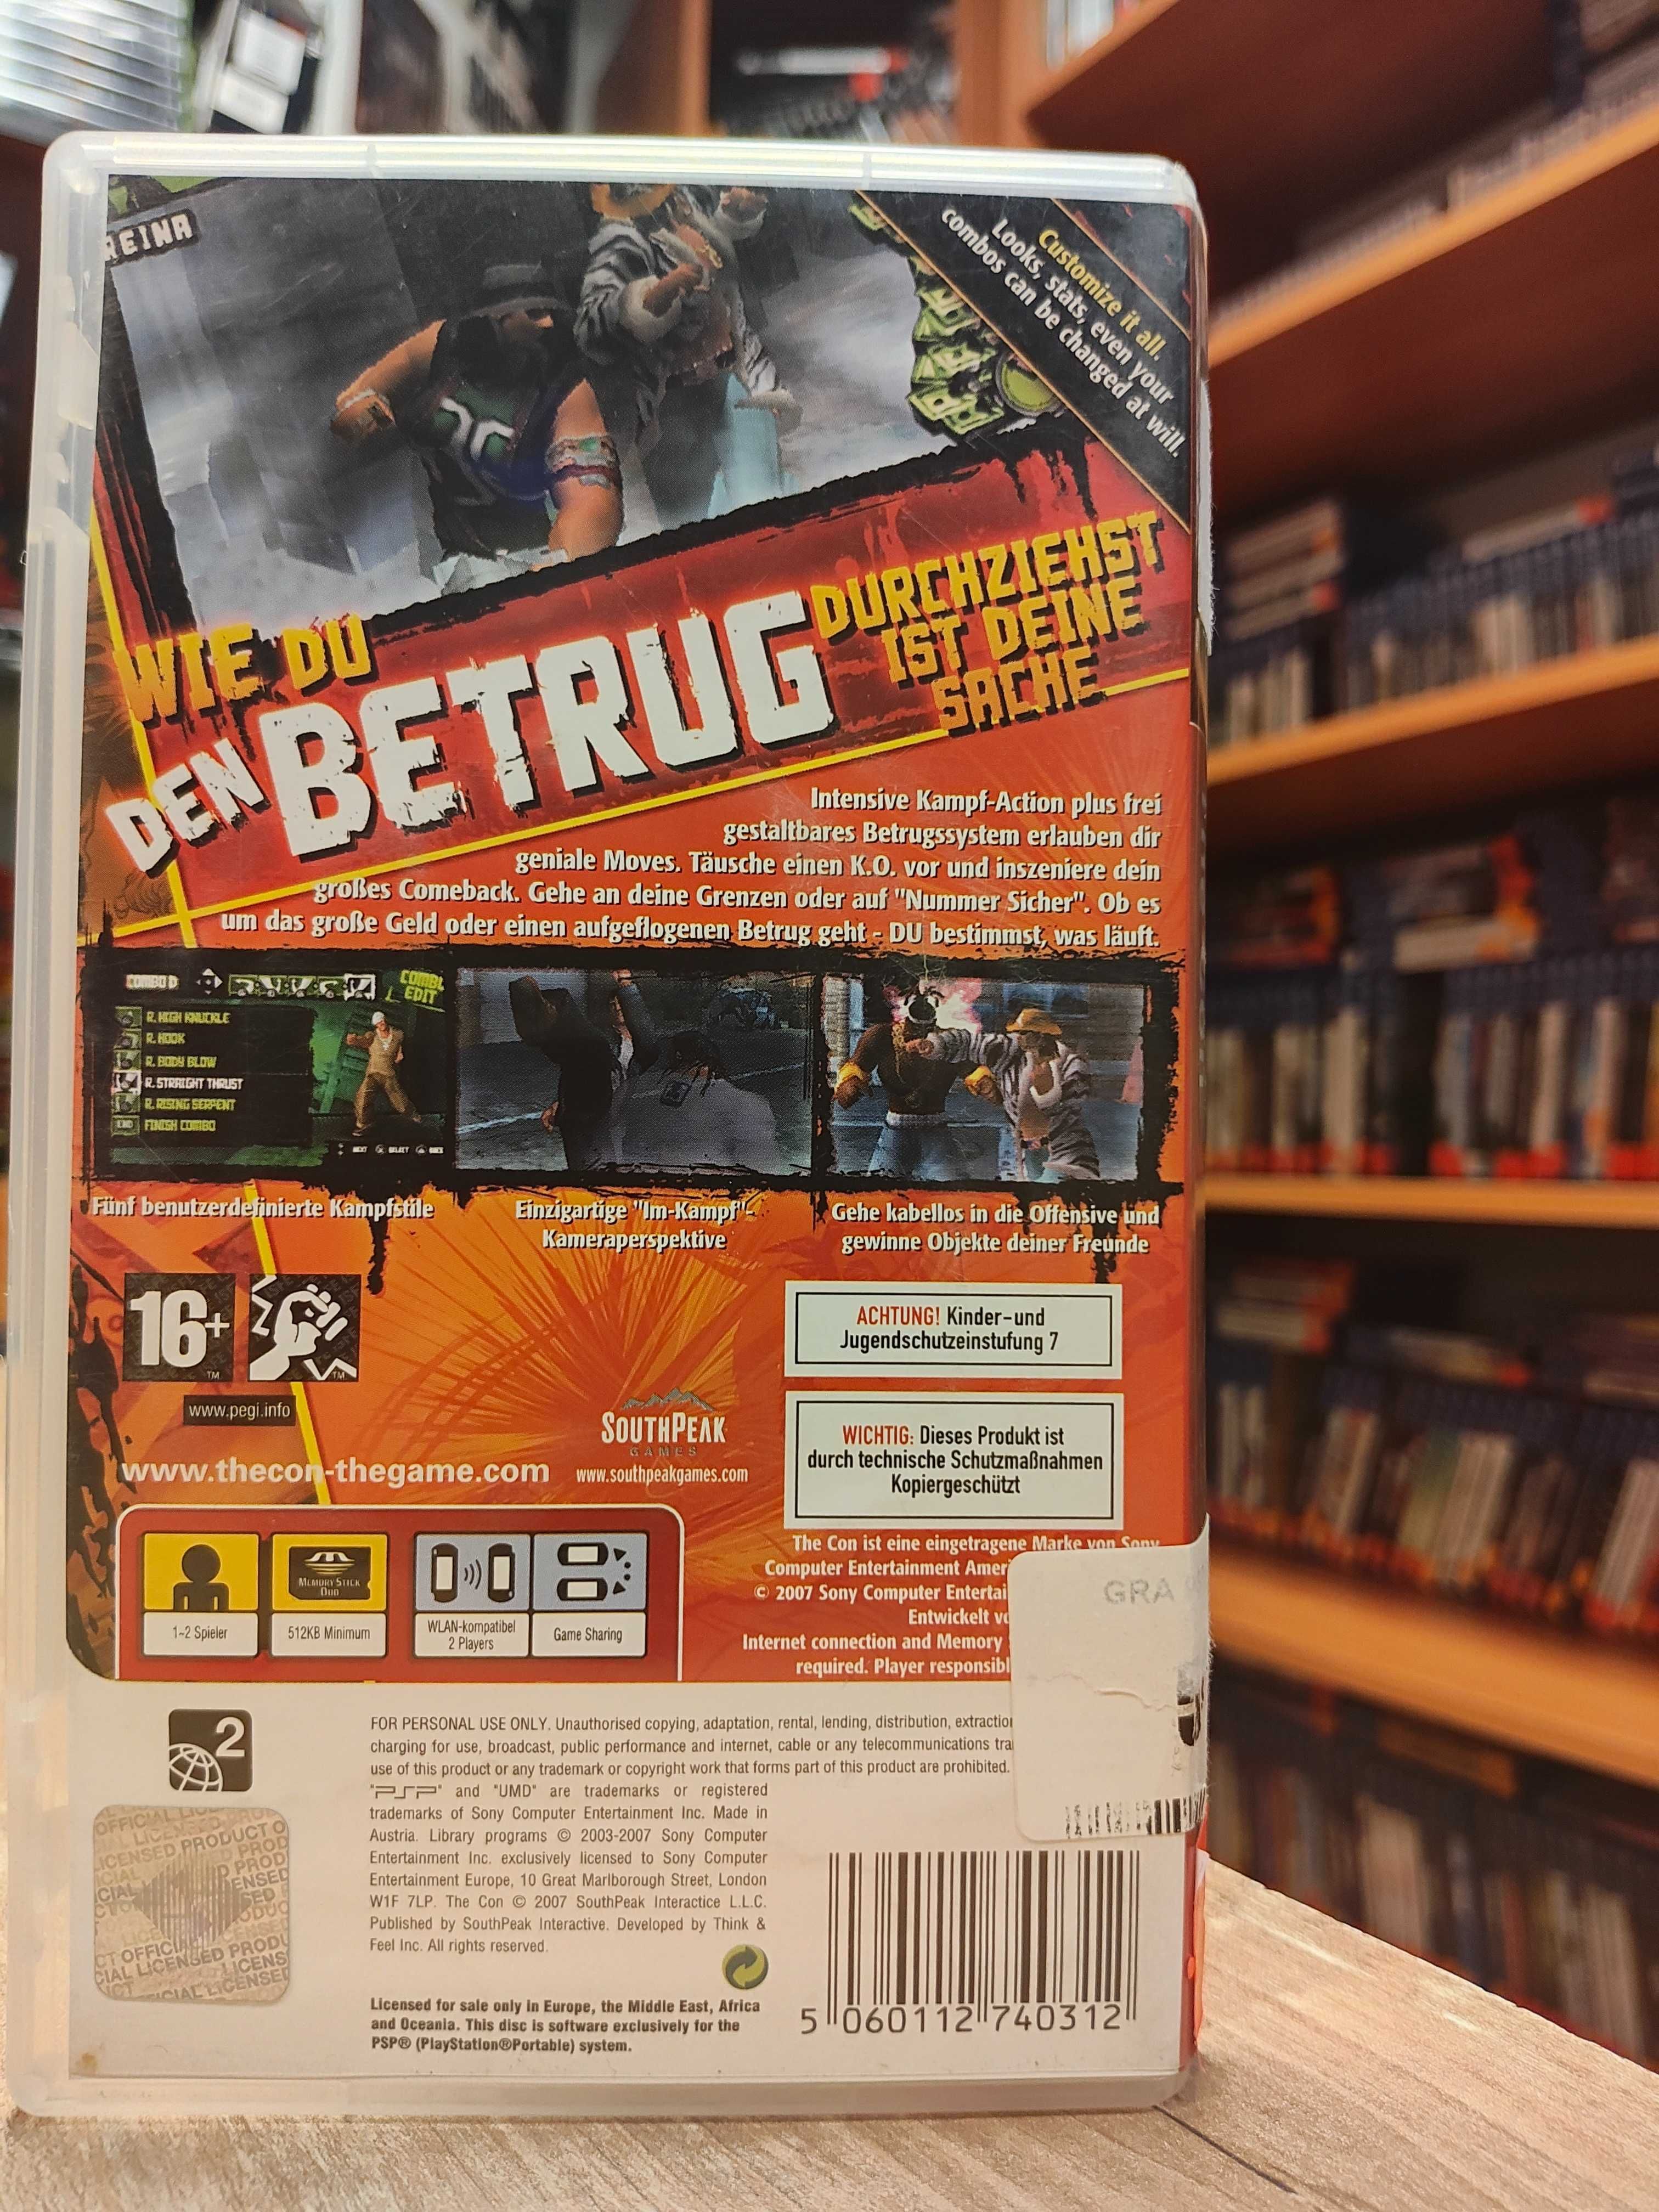 REINA
Customize it all.
Looks, stats, even your
combos can be changed at will.
WIE DU
DEN BETRUG
DURCHZIEHST
IST DEINE
SACHE
Intensive Kampf-Action plus frei
gestaltbares Betrugssystem erlauben dir
geniale Moves. Täusche einen K.O. vor und inszeniere dein
großes Comeback. Gehe an deine Grenzen oder auf "Nummer Sicher". Ob es
um das große Geld oder einen aufgeflogenen Betrug geht - DU bestimmst, was läuft.
COMBO D
COMBO
EDIT
R. HIGH KNUCKLE
R. HOOK
R. BODY BLOW
R. STRAIGHT THRUST
R. RISING SERPENT
END FINISH COMBO
NEXT SELECT BACK
Fünf benutzerdefinierte Kampfstile
Einzigartige "Im-Kampf"-
Kameraperspektive
Gehe kabellos in die Offensive und
gewinne Objekte deiner Freunde
16+
TM TM
www.pegi.info
ACHTUNG! Kinder-und
Jugendschutzeinstufung 7
WICHTIG: Dieses Produkt ist
durch technische Schutzmaßnahmen
Kopiergeschützt
SOUTHPEAK
GAMES
www.thecon-thegame.com
www.southpeakgames.com
MEMORY STICK
DUO
1-2 Spieler
512KB Minimum
WLAN-kompatibel
2 Players
Game Sharing
The Con ist eine eingetragene Marke von Sony
Computer Entertainment Amer
© 2007 Sony Computer Entertai
Entwickelt vo
Internet connection and Memory
required. Player responsibl
GRA
2
FOR PERSONAL USE ONLY. Unauthorised copying, adaptation, rental, lending, distribution, extraction
charging for use, broadcast, public performance and internet, cable or any telecommunications tra
use of this product or any trademark or copyright work that forms part of this product are prohibited.
"PSP" and "UMD" are trademarks or registered
trademarks of Sony Computer Entertainment Inc. Made in
Austria. Library programs © 2003-2007 Sony Computer
Entertainment Inc. exclusively licensed to Sony Computer
Entertainment Europe, 10 Great Marlborough Street, London
W1F 7LP. The Con © 2007 SouthPeak Interactice L.L.C.
Published by SouthPeak Interactive. Developed by Think &
Feel Inc. All rights reserved.
OFFICIAL LICENSED PRODUCT
Licensed for sale only in Europe, the Middle East, Africa
and Oceania. This disc is software exclusively for the
PSP® (PlayStation®Portable) system.
5 060112 740312